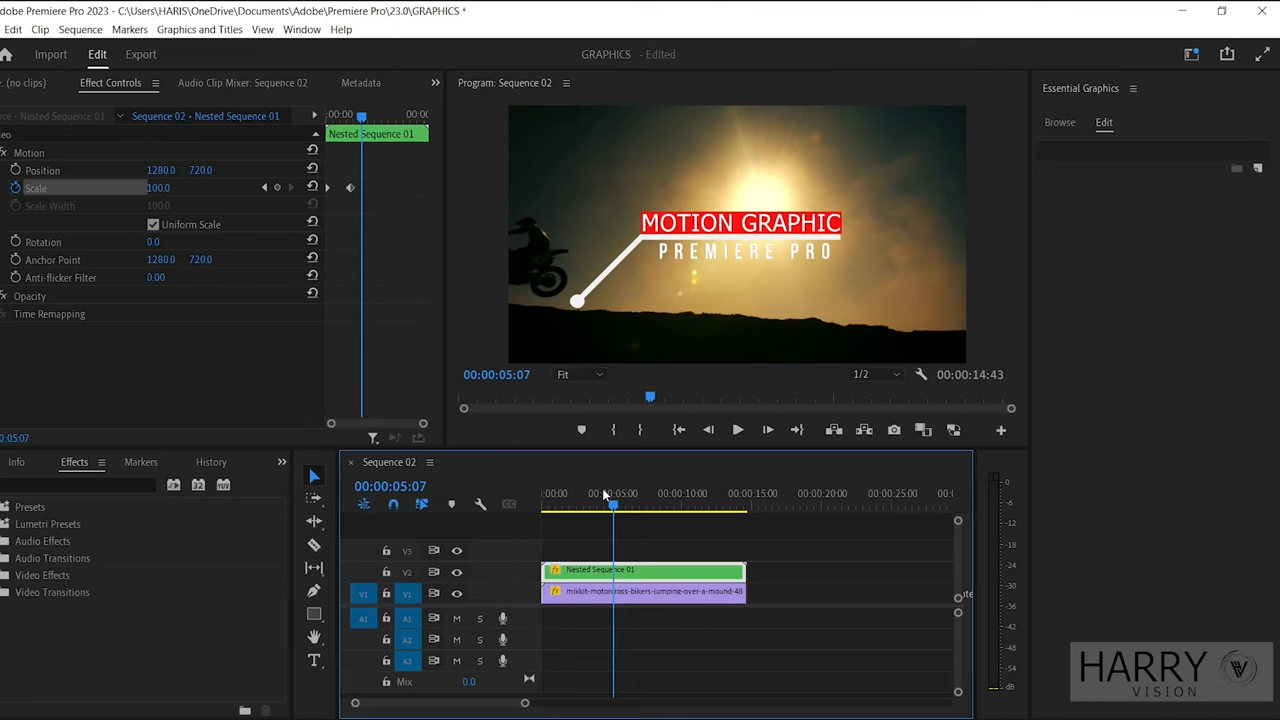 Adobe Premiere Pro 2023 - C:\Users\HARIS\OneDrive\Documents\Adobe\Premiere Pro\23.0\GRAPHICS *
Edit Clip Sequence Markers Graphics and Titles View Window Help
Import Edit Export GRAPHICS - Edited
(no clips) Effect Controls Audio Clip Mixer: Sequence 02 Metadata
Program: Sequence 02
Essential Graphics
Nested Sequence 01 Sequence 02 • Nested Sequence 01 :00:00 00:0
Browse Edit
Nested Sequence 01
Motion
Position 1280.0 720.0
Scale 100.0
Scale Width 100.0
Uniform Scale
Rotation 0.0
Anchor Point 1280.0 720.0
Anti-flicker Filter 0.00
Opacity
Time Remapping
MOTION GRAPHIC
PREMIERE PRO
00:00:05:07 Fit 1/2 00:00:14:43
0:05:07
Info Effects Markers History
Presets
Lumetri Presets
Audio Effects
Audio Transitions
Video Effects
Video Transitions
Sequence 02
00:00:05:07
:00:00 00:00:05:00 00:00:10:00 00:00:15:00 00:00:20:00 00:00:25:00 00:0
V3
V2 Nested Sequence 01
V1 V1 mixkit-motorcross-bikers-jumping-over-a-mound-48
A1 A1 M S
A2 M S
A3 M S
Mix 0.0
0
-6
-12
-18
-24
-30
-36
-42
-48
-54
dB
HARRY
VISION